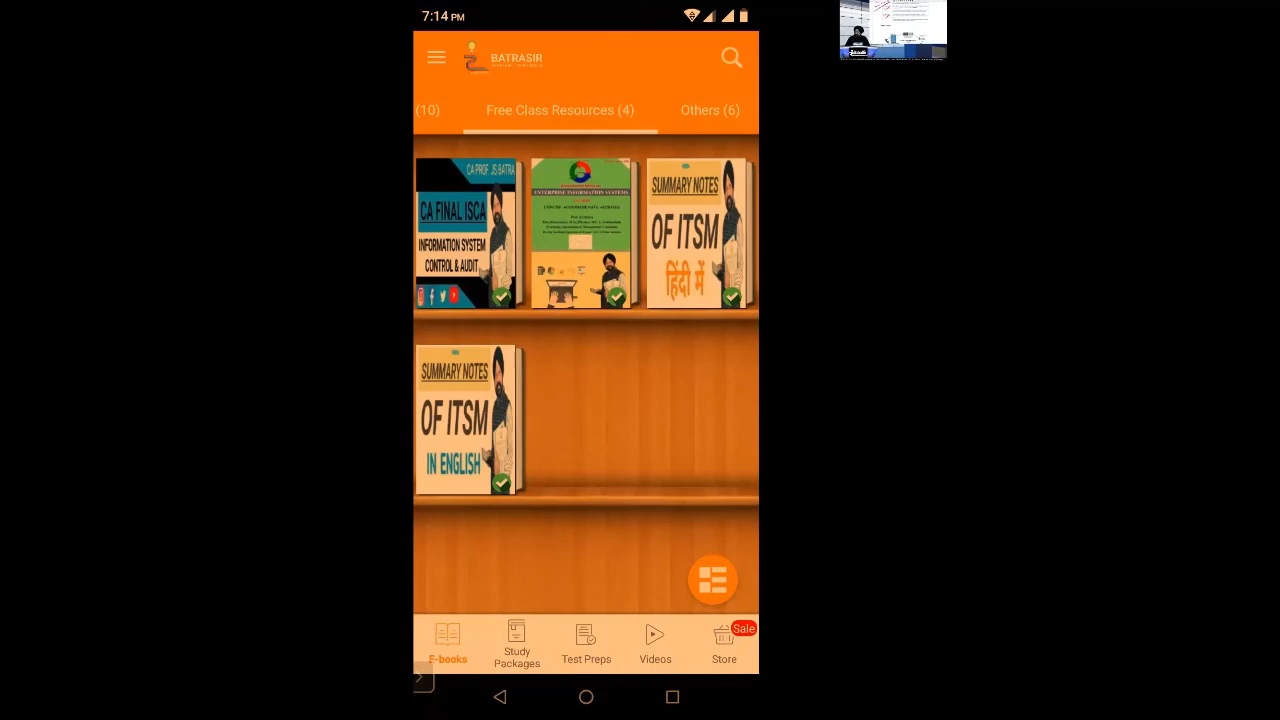 7:14 PM
BATRASIR
(10)
Free Class Resources (4)
Others (6)
CA PROF. JS BATRA
CA FINAL ISCA
INFORMATION SYSTEM
CONTROL & AUDIT
ENTERPRISE INFORMATION SYSTEMS
SUMMARY NOTES
OF ITSM
हिंदी में
SUMMARY NOTES
OF ITSM
IN ENGLISH
E-books
Study
Packages
Test Preps
Videos
Sale
Store